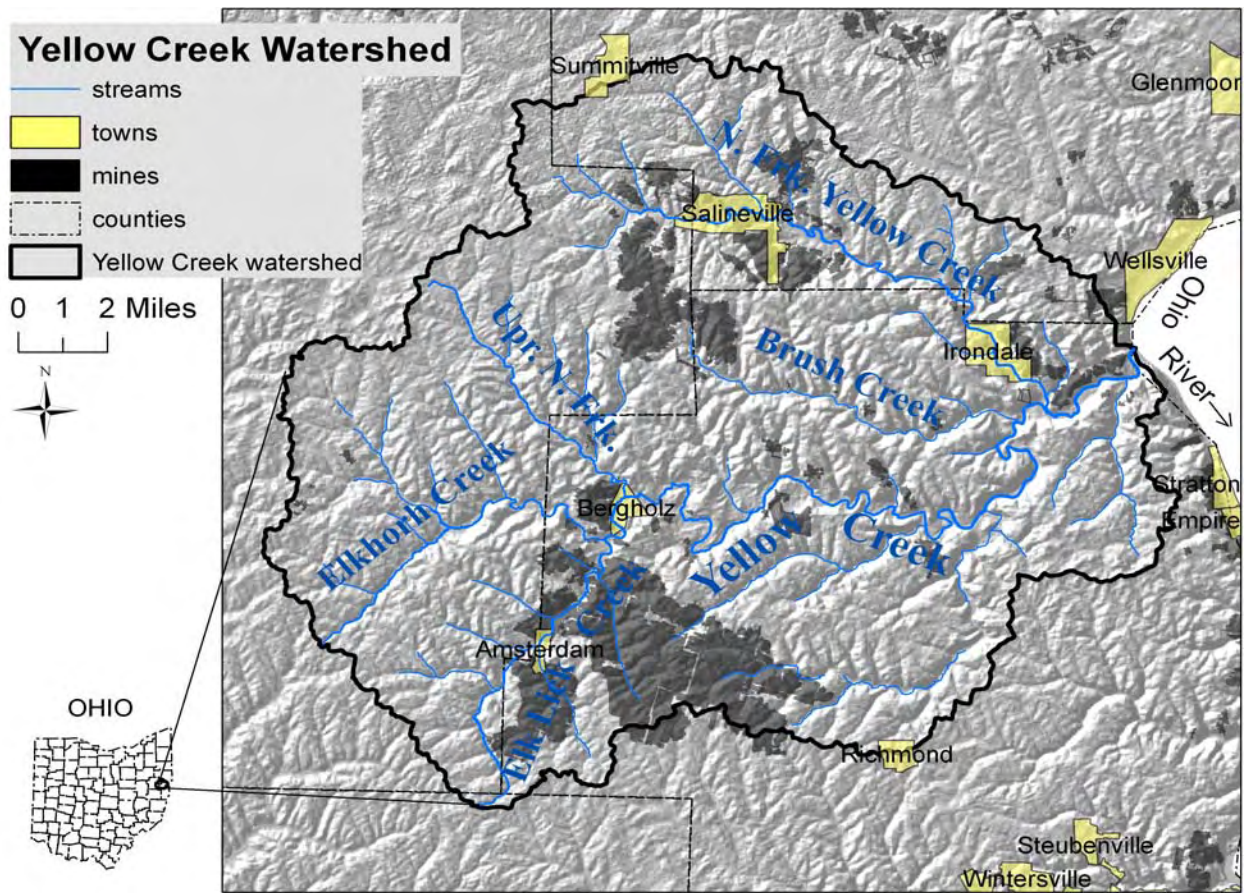 Yellow Creek Watershed
streams
towns
mines
counties
Yellow Creek watershed
0 1 2 Miles
N
Summitville
Glenmoor
N. Frk. Yellow Creek
Salineville
Wellsville
Ohio
River→
Upr. N. Frk.
Brush Creek
Irondale
Elkhorh Creek
Bergholz
Stratton
Empire
Yellow Creek
Amsterdam
Elk Lick Creek
Richmond
OHIO
Steubenville
Wintersville